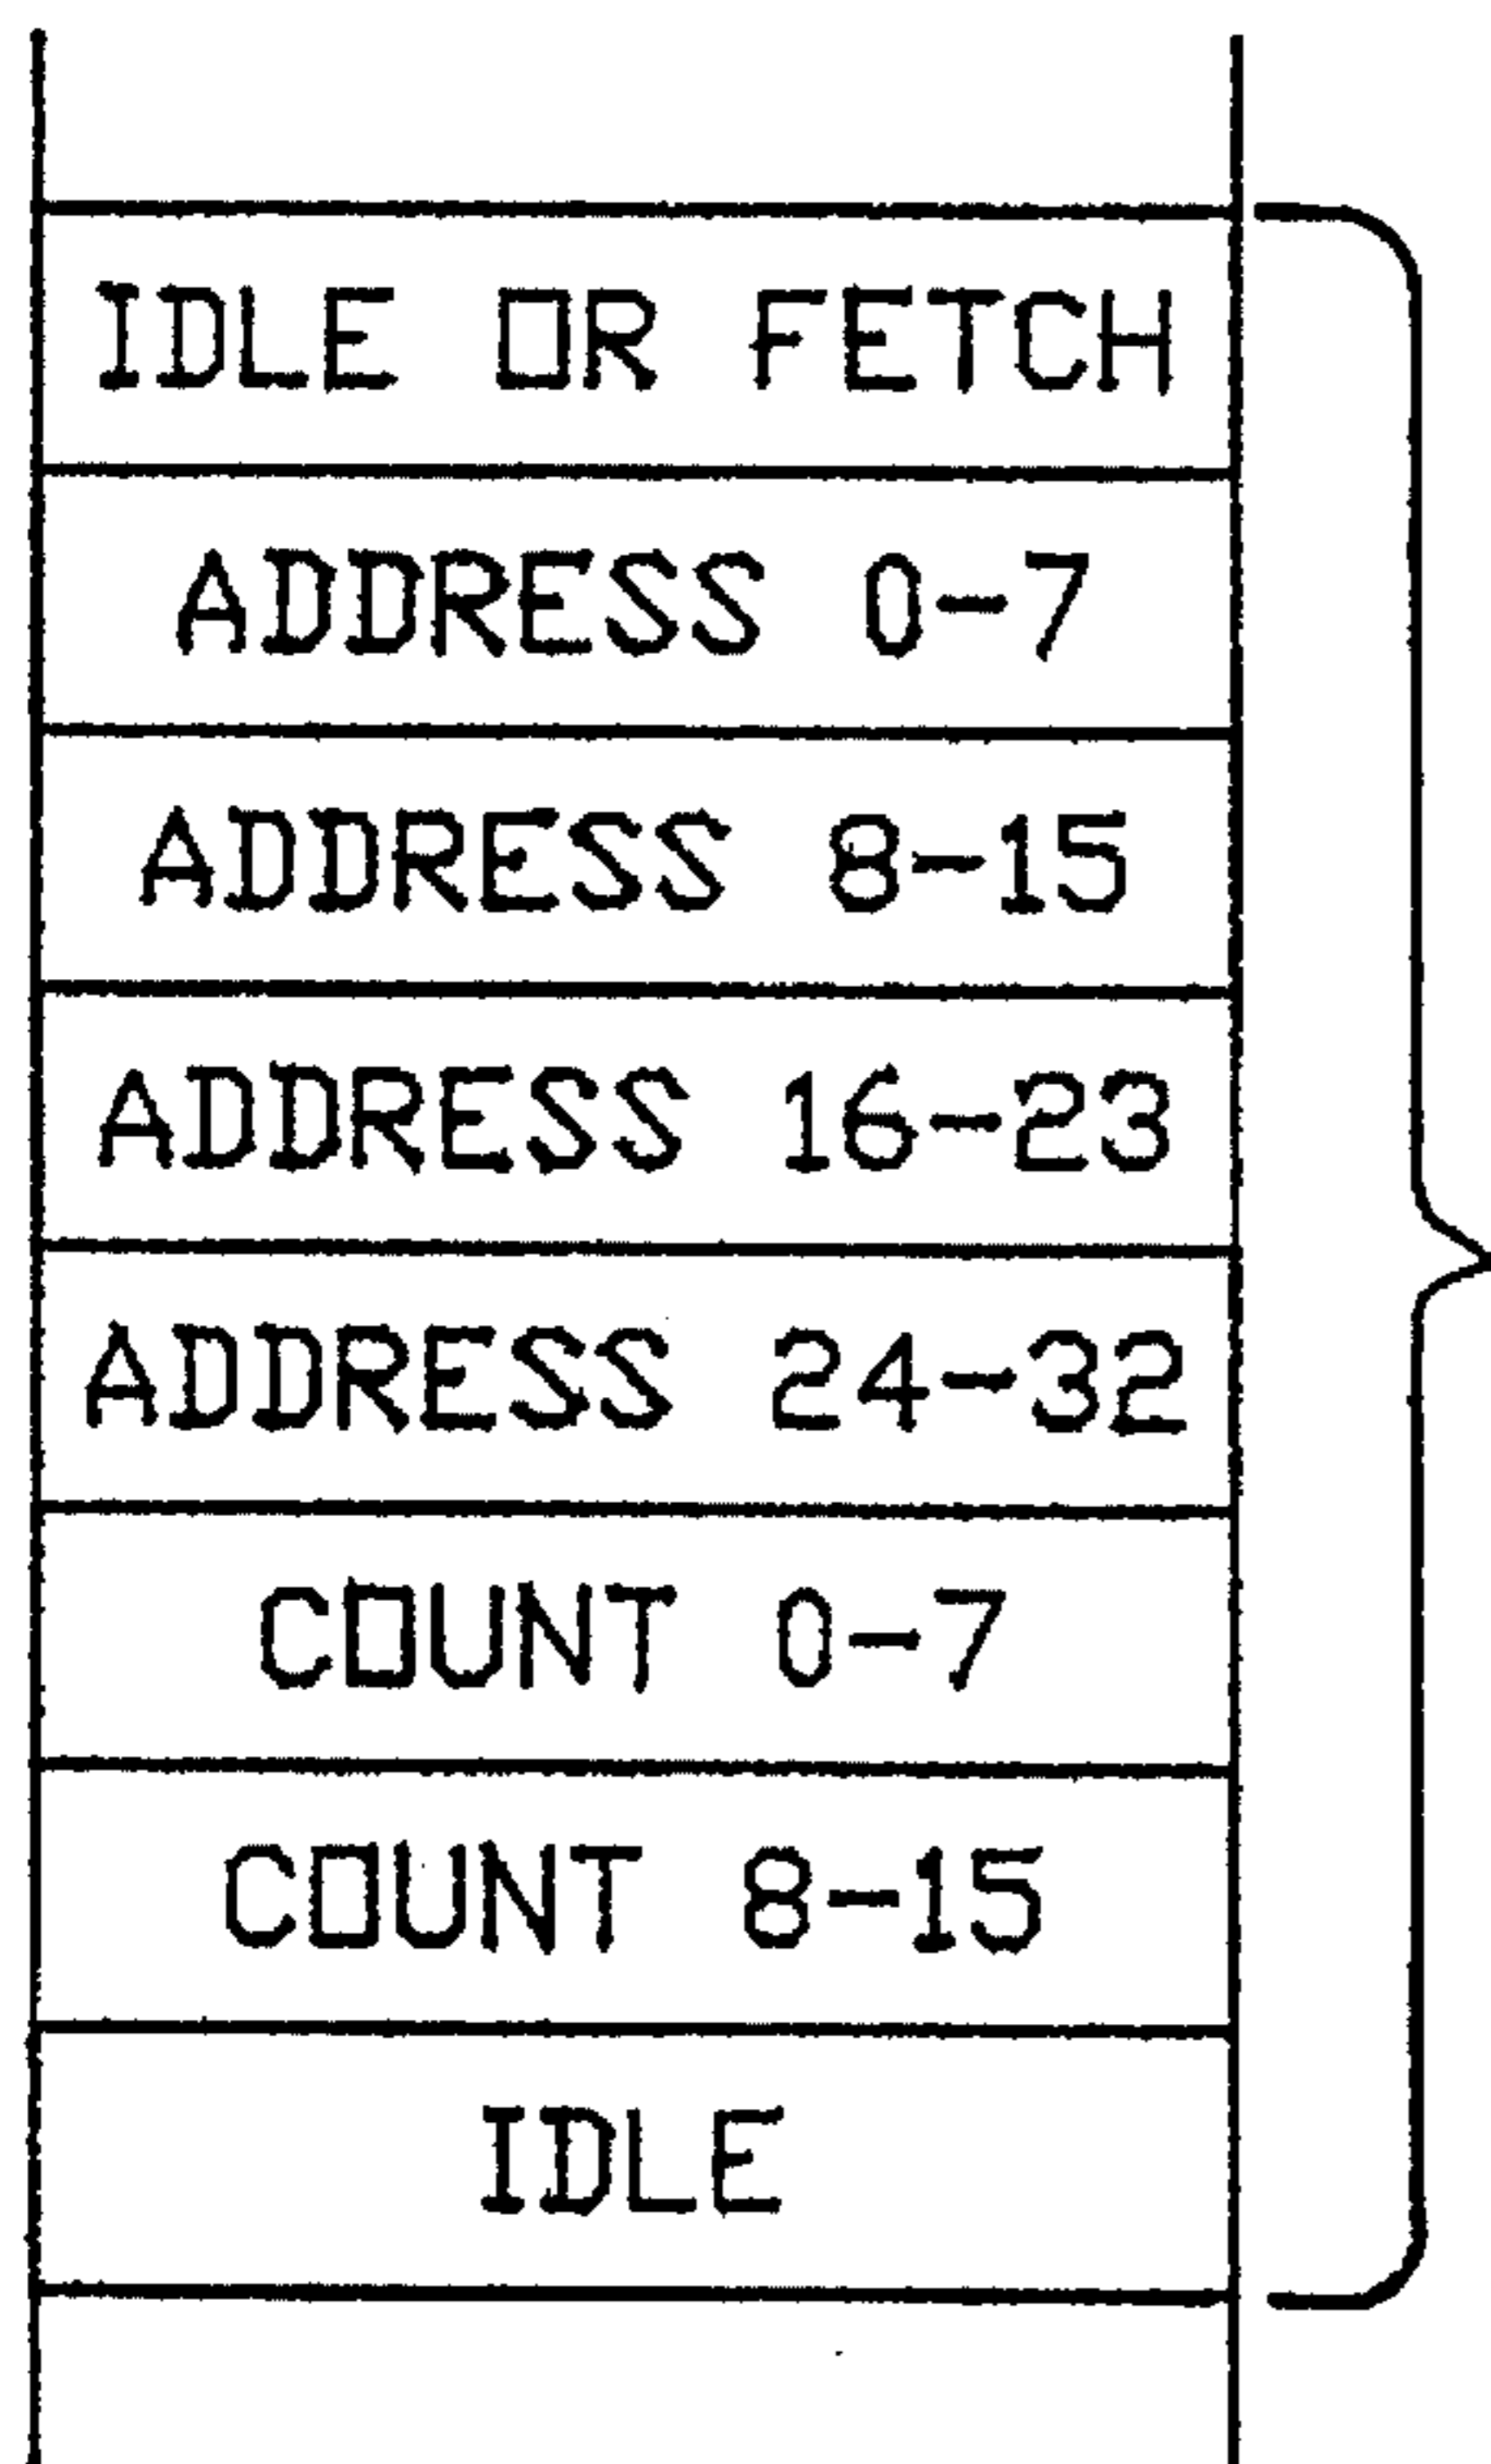 IDLE OR FETCH
ADDRESS 0-7
ADDRESS 8-15
ADDRESS 16-23
ADDRESS 24-32
COUNT 0-7
COUNT 8-15
IDLE